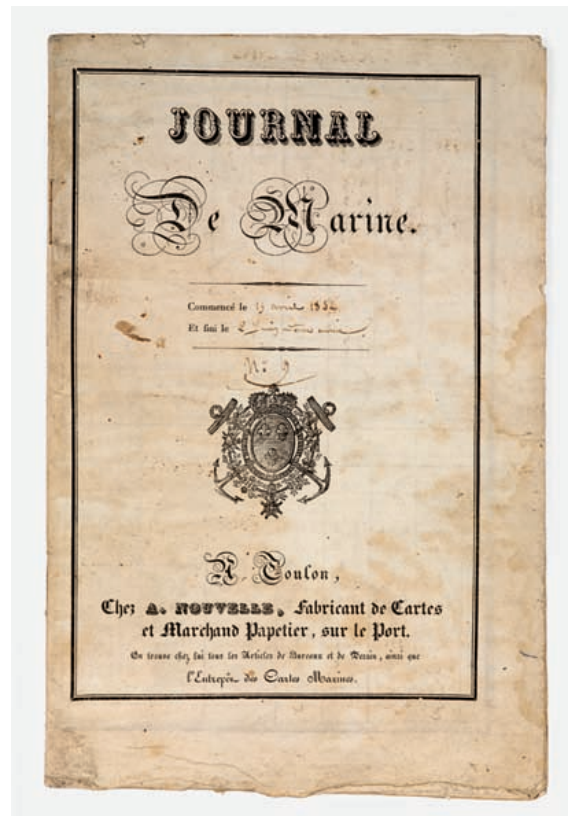 JOURNAL
De Marine.
Commencé le avril
Et fini le
N: 9
A Toulon,
Chez A. NOUVELLE, Fabricant de Cartes
et Marchand Papetier, sur le Port.
On trouve chez lui tous les Articles de Bureaux et de Dessin, ainsi que
l'Entrepôt des Cartes Marines.